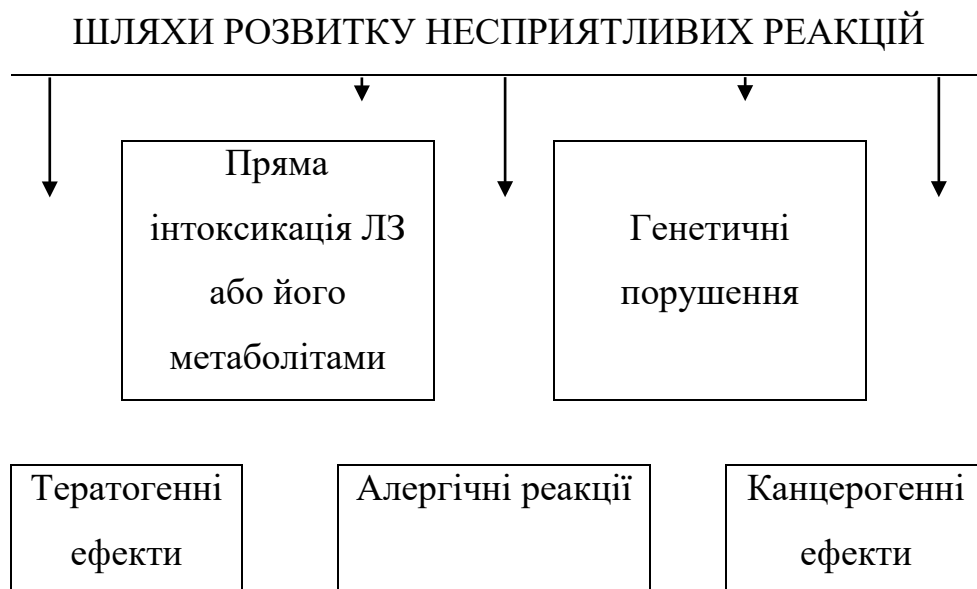 ШЛЯХИ РОЗВИТКУ НЕСПРИЯТЛИВИХ РЕАКЦІЙ
Пряма
інтоксикація ЛЗ
або його
метаболітами
Генетичні
порушення
Тератогенні
ефекти
Алергічні реакції
Канцерогенні
ефекти